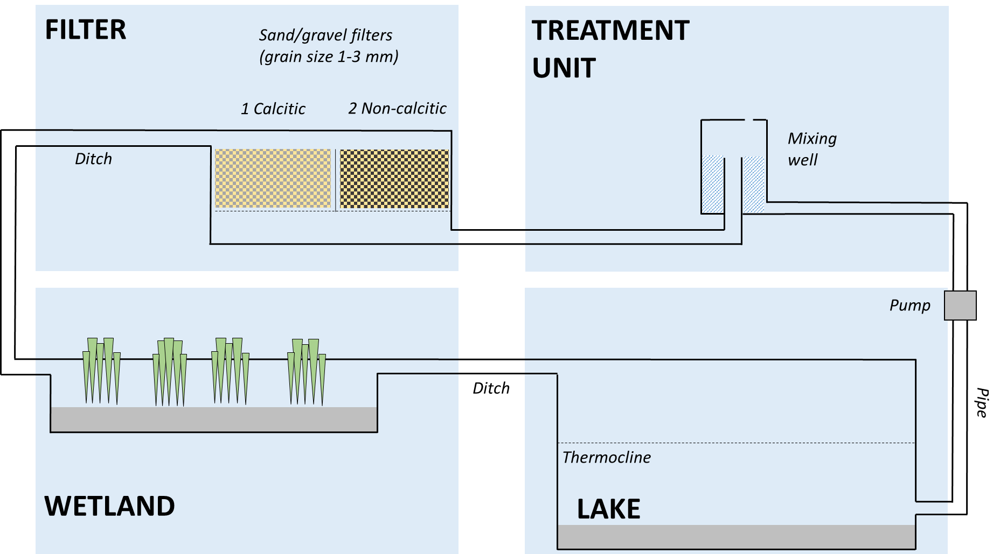 FILTER
Sand/gravel filters
(grain size 1-3 mm)
1 Calcitic
2 Non-calcitic
Ditch
TREATMENT
UNIT
Mixing
well
Pump
Pipe
Ditch
Thermocline
WETLAND
LAKE